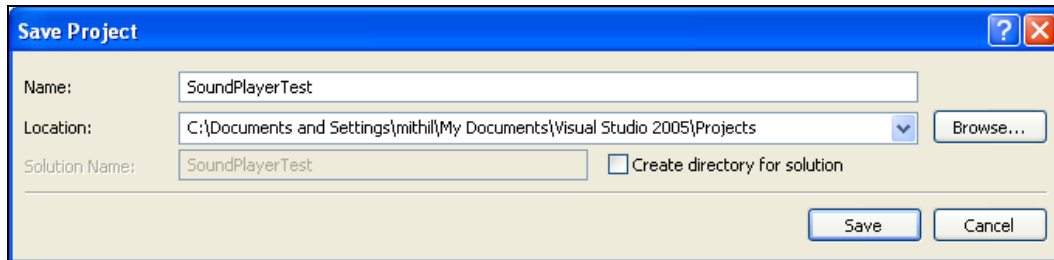 Save Project
Name: SoundPlayerTest
Location: C:\Documents and Settings\mithil\My Documents\Visual Studio 2005\Projects Browse...
Solution Name: SoundPlayerTest Create directory for solution
Save Cancel